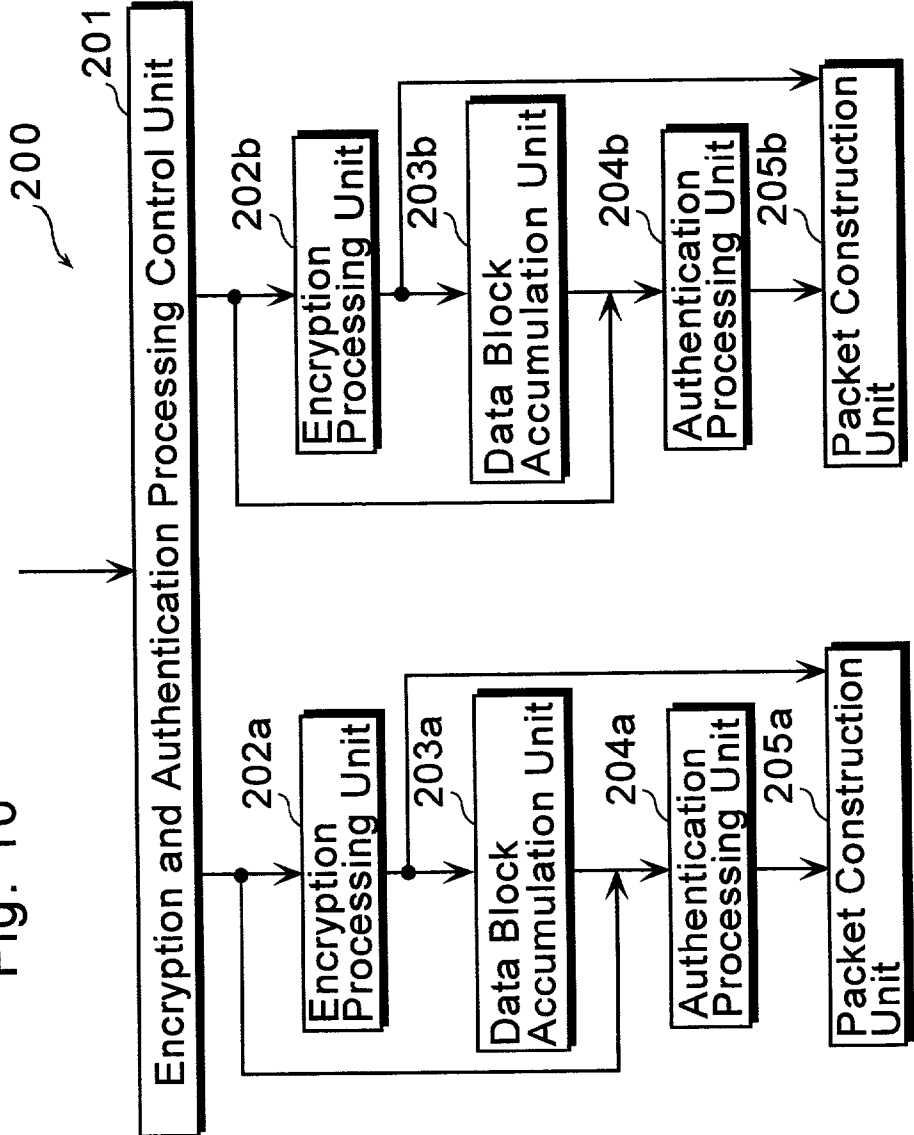 Fig.
200
201
Encryption and Authentication Processing Control Unit
202a
Encryption
Processing Unit
203a
Data Block
Accumulation Unit
204a
Authentication
Processing Unit
205a
Packet Construction
Unit
202b
Encryption
Processing Unit
203b
Data Block
Accumulation Unit
204b
Authentication
Processing Unit
205b
Packet Construction
Unit